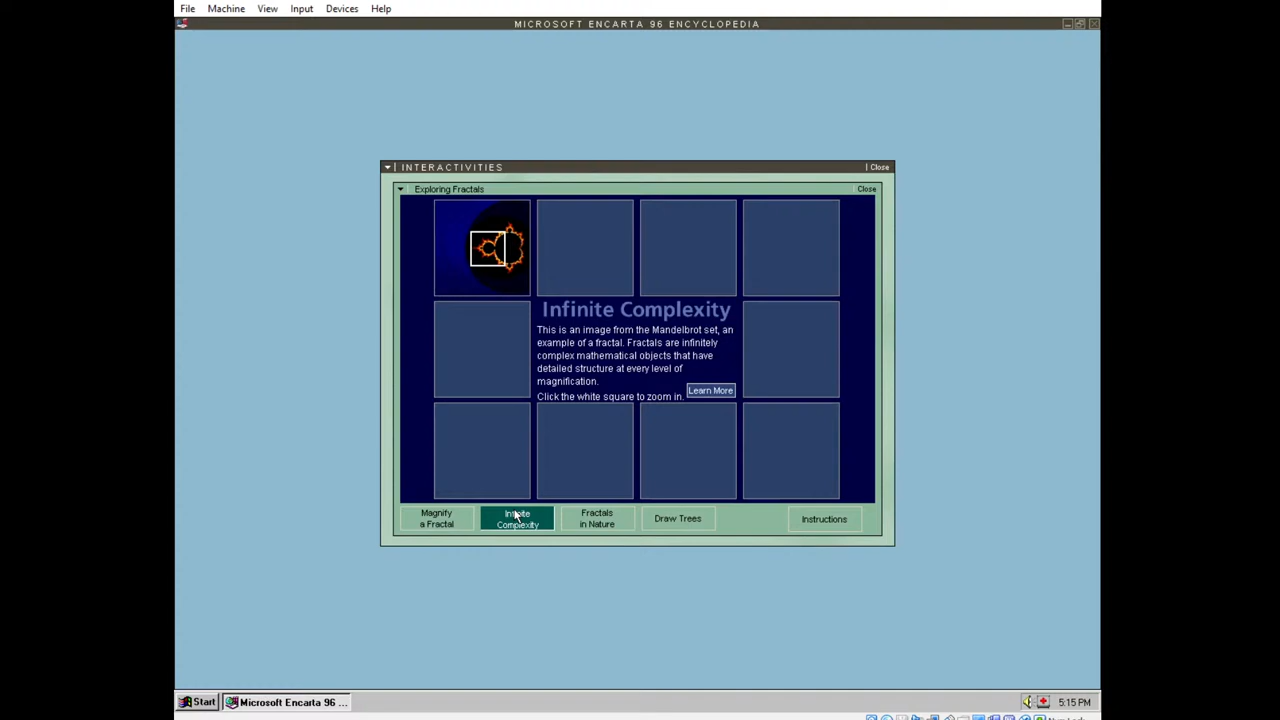 File Machine View Input Devices Help
MICROSOFT ENCARTA 96 ENCYCLOPEDIA
INTERACTIVITIES Close
Exploring Fractals Close
Infinite Complexity
This is an image from the Mandelbrot set, an
example of a fractal. Fractals are infinitely
complex mathematical objects that have
detailed structure at every level of
magnification.
Learn More
Click the white square to zoom in.
Magnify
a Fractal
Infinite
Complexity
Fractals
in Nature
Draw Trees
Instructions
Start Microsoft Encarta 96 ... 5:15 PM